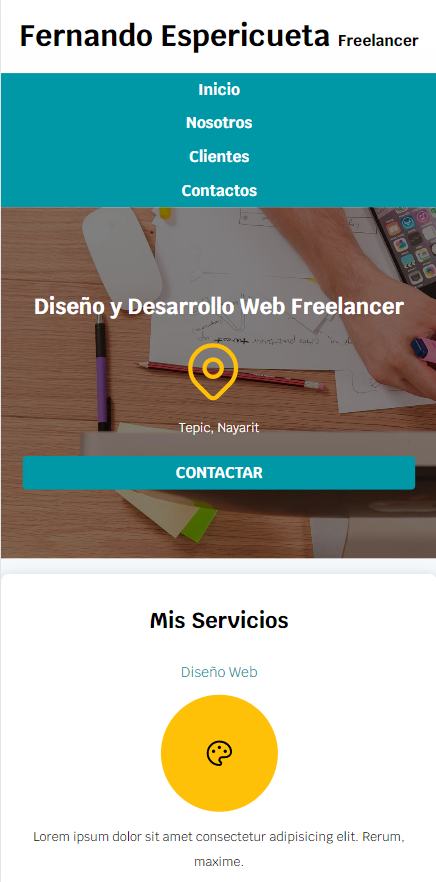 Fernando Espericueta Freelancer
Inicio
Nosotros
Clientes
Contactos
Diseño y Desarrollo Web Freelancer
Tepic, Nayarit
CONTACTAR
Mis Servicios
Diseño Web
Lorem ipsum dolor sit amet consectetur adipisicing elit. Rerum,
maxime.